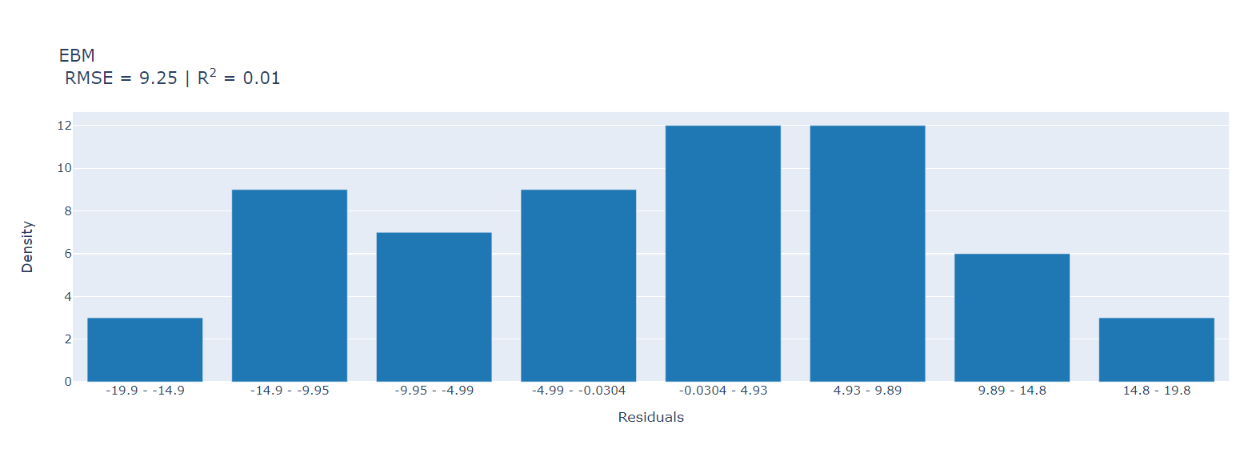 EBM
RMSE = 9.25 | R² = 0.01
Density
12
10
8
6
4
2
0
-19.9 - -14.9
-14.9 - -9.95
-9.95 - -4.99
-4.99 - -0.0304
-0.0304 - 4.93
4.93 - 9.89
9.89 - 14.8
14.8 - 19.8
Residuals